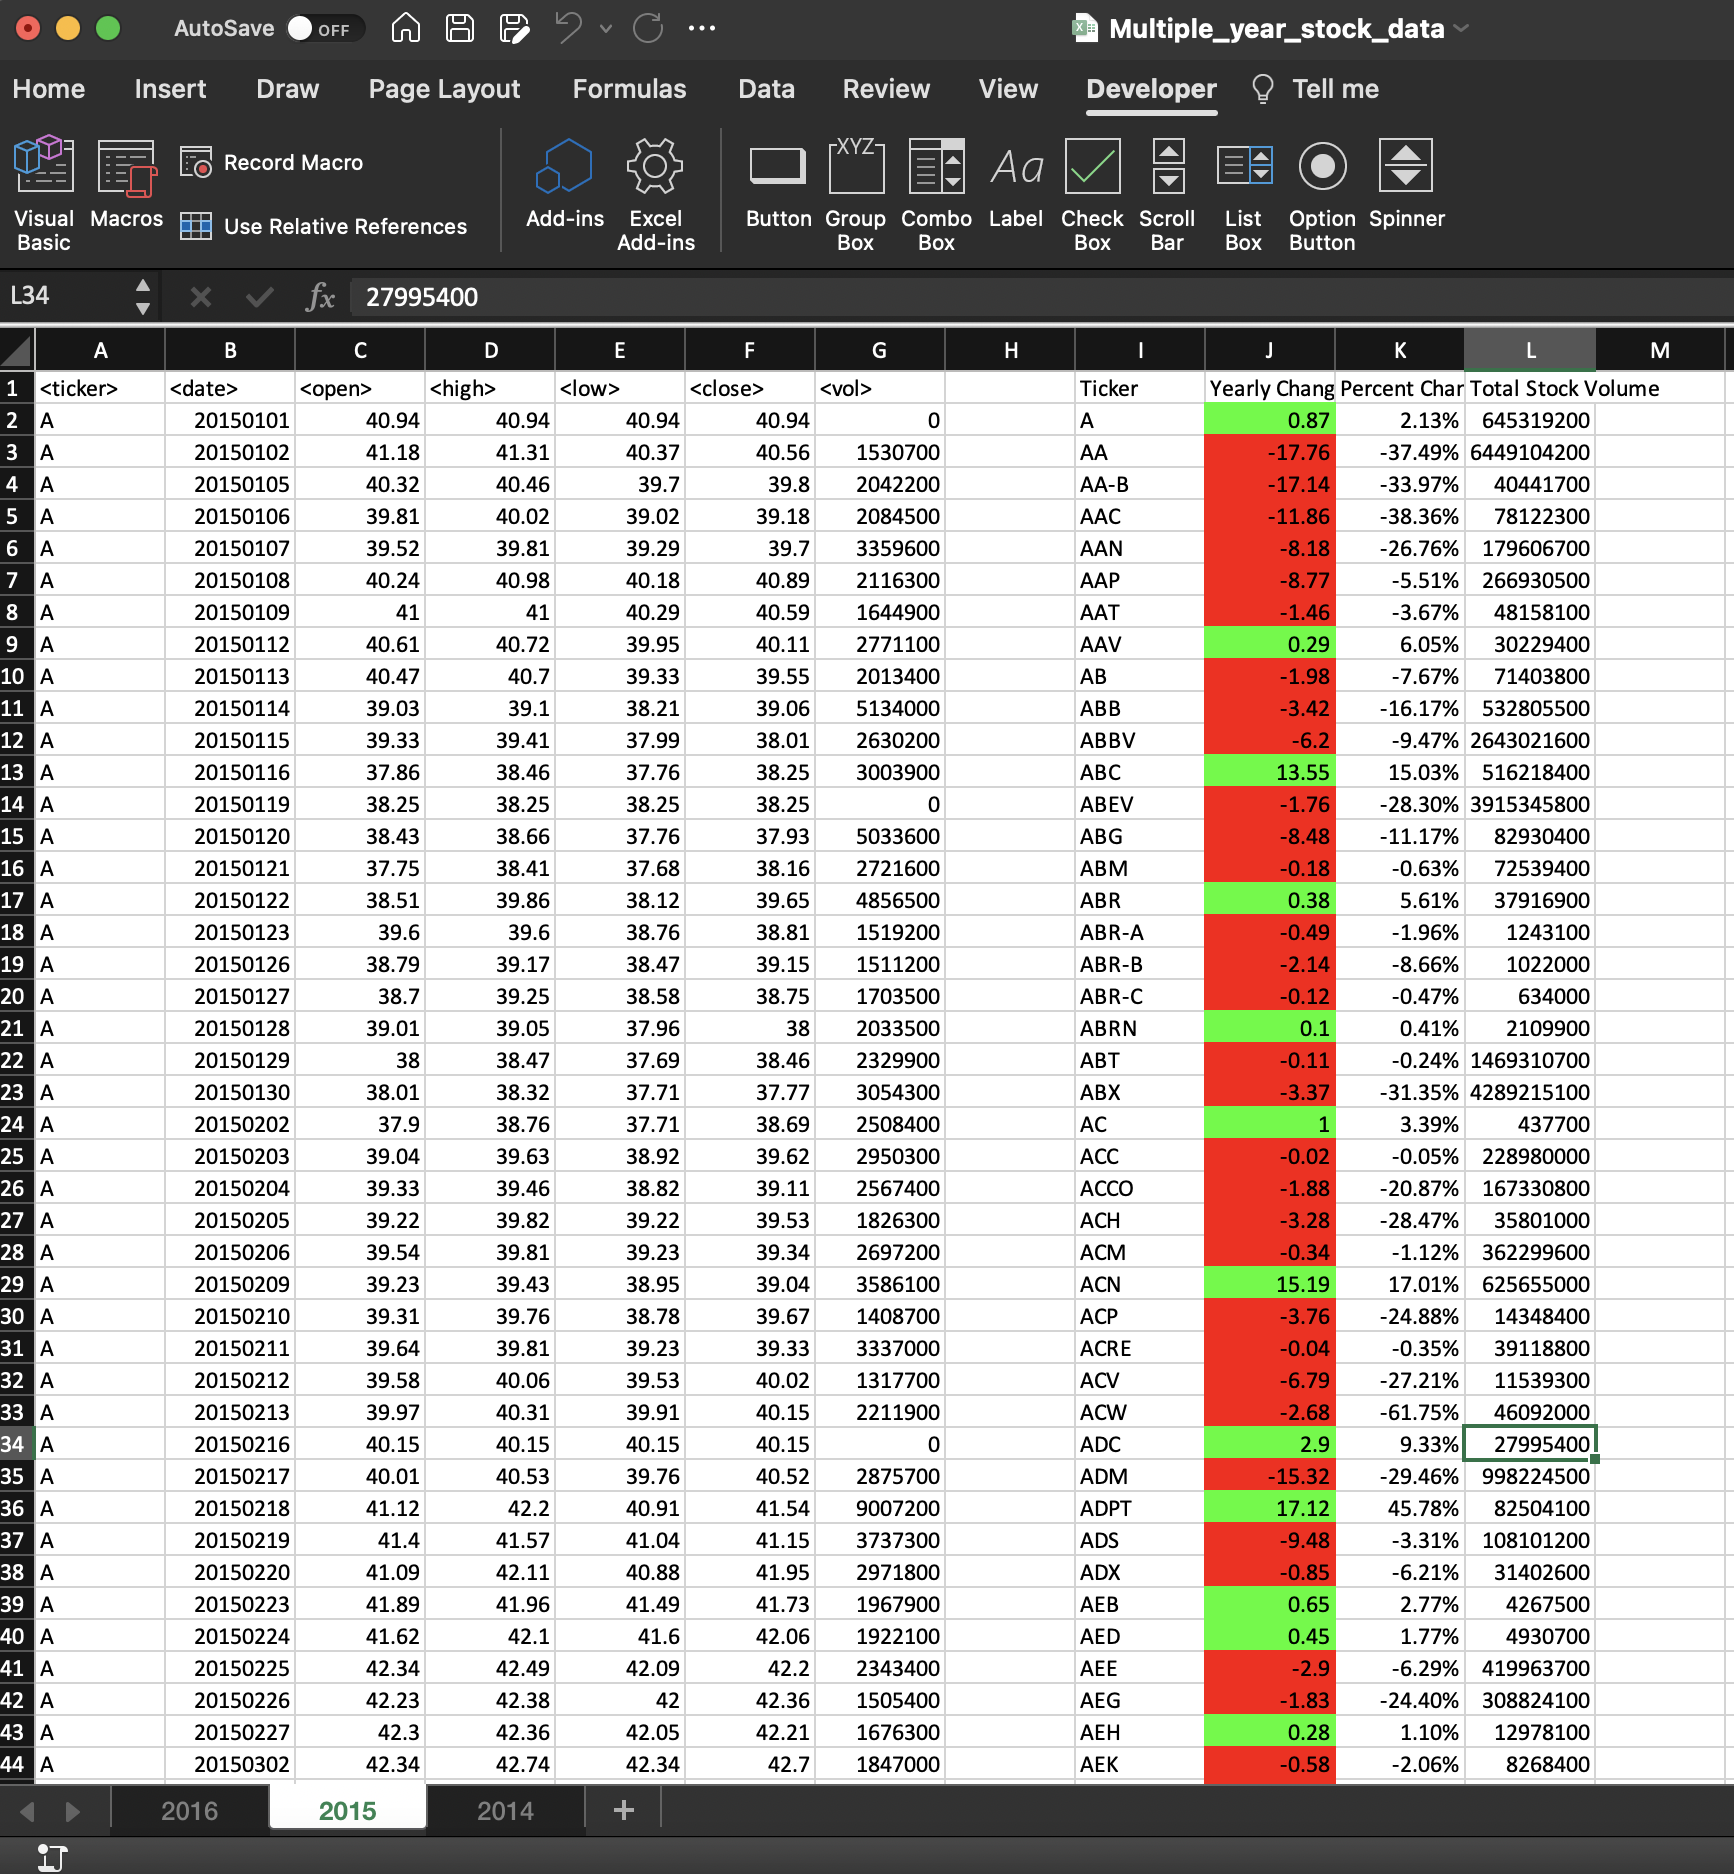 AutoSave OFF Multiple_year_stock_data
Home Insert Draw Page Layout Formulas Data Review View Developer Tell me
Visual Basic Macros Record Macro Use Relative References Add-ins Excel Add-ins Button Group Box Combo Box Label Check Box Scroll Bar List Box Option Button Spinner
XYZ Aa
L34 fx 27995400
A B C D E F G H I J K L M
1 <ticker> <date> <open> <high> <low> <close> <vol> Ticker Yearly Chang Percent Char Total Stock Volume
2 A 20150101 40.94 40.94 40.94 40.94 0 A 0.87 2.13% 645319200
3 A 20150102 41.18 41.31 40.37 40.56 1530700 AA -17.76 -37.49% 6449104200
4 A 20150105 40.32 40.46 39.7 39.8 2042200 AA-B -17.14 -33.97% 40441700
5 A 20150106 39.81 40.02 39.02 39.18 2084500 AAC -11.86 -38.36% 78122300
6 A 20150107 39.52 39.81 39.29 39.7 3359600 AAN -8.18 -26.76% 179606700
7 A 20150108 40.24 40.98 40.18 40.89 2116300 AAP -8.77 -5.51% 266930500
8 A 20150109 41 41 40.29 40.59 1644900 AAT -1.46 -3.67% 48158100
9 A 20150112 40.61 40.72 39.95 40.11 2771100 AAV 0.29 6.05% 30229400
10 A 20150113 40.47 40.7 39.33 39.55 2013400 AB -1.98 -7.67% 71403800
11 A 20150114 39.03 39.1 38.21 39.06 5134000 ABB -3.42 -16.17% 532805500
12 A 20150115 39.33 39.41 37.99 38.01 2630200 ABBV -6.2 -9.47% 2643021600
13 A 20150116 37.86 38.46 37.76 38.25 3003900 ABC 13.55 15.03% 516218400
14 A 20150119 38.25 38.25 38.25 38.25 0 ABEV -1.76 -28.30% 3915345800
15 A 20150120 38.43 38.66 37.76 37.93 5033600 ABG -8.48 -11.17% 82930400
16 A 20150121 37.75 38.41 37.68 38.16 2721600 ABM -0.18 -0.63% 72539400
17 A 20150122 38.51 39.86 38.12 39.65 4856500 ABR 0.38 5.61% 37916900
18 A 20150123 39.6 39.6 38.76 38.81 1519200 ABR-A -0.49 -1.96% 1243100
19 A 20150126 38.79 39.17 38.47 39.15 1511200 ABR-B -2.14 -8.66% 1022000
20 A 20150127 38.7 39.25 38.58 38.75 1703500 ABR-C -0.12 -0.47% 634000
21 A 20150128 39.01 39.05 37.96 38 2033500 ABRN 0.1 0.41% 2109900
22 A 20150129 38 38.47 37.69 38.46 2329900 ABT -0.11 -0.24% 1469310700
23 A 20150130 38.01 38.32 37.71 37.77 3054300 ABX -3.37 -31.35% 4289215100
24 A 20150202 37.9 38.76 37.71 38.69 2508400 AC 1 3.39% 437700
25 A 20150203 39.04 39.63 38.92 39.62 2950300 ACC -0.02 -0.05% 228980000
26 A 20150204 39.33 39.46 38.82 39.11 2567400 ACCO -1.88 -20.87% 167330800
27 A 20150205 39.22 39.82 39.22 39.53 1826300 ACH -3.28 -28.47% 35801000
28 A 20150206 39.54 39.81 39.23 39.34 2697200 ACM -0.34 -1.12% 362299600
29 A 20150209 39.23 39.43 38.95 39.04 3586100 ACN 15.19 17.01% 625655000
30 A 20150210 39.31 39.76 38.78 39.67 1408700 ACP -3.76 -24.88% 14348400
31 A 20150211 39.64 39.81 39.23 39.33 3337000 ACRE -0.04 -0.35% 39118800
32 A 20150212 39.58 40.06 39.53 40.02 1317700 ACV -6.79 -27.21% 11539300
33 A 20150213 39.97 40.31 39.91 40.15 2211900 ACW -2.68 -61.75% 46092000
34 A 20150216 40.15 40.15 40.15 40.15 0 ADC 2.9 9.33% 27995400
35 A 20150217 40.01 40.53 39.76 40.52 2875700 ADM -15.32 -29.46% 998224500
36 A 20150218 41.12 42.2 40.91 41.54 9007200 ADPT 17.12 45.78% 82504100
37 A 20150219 41.4 41.57 41.04 41.15 3737300 ADS -9.48 -3.31% 108101200
38 A 20150220 41.09 42.11 40.88 41.95 2971800 ADX -0.85 -6.21% 31402600
39 A 20150223 41.89 41.96 41.49 41.73 1967900 AEB 0.65 2.77% 4267500
40 A 20150224 41.62 42.1 41.6 42.06 1922100 AED 0.45 1.77% 4930700
41 A 20150225 42.34 42.49 42.09 42.2 2343400 AEE -2.9 -6.29% 419963700
42 A 20150226 42.23 42.38 42 42.36 1505400 AEG -1.83 -24.40% 308824100
43 A 20150227 42.3 42.36 42.05 42.21 1676300 AEH 0.28 1.10% 12978100
44 A 20150302 42.34 42.74 42.34 42.7 1847000 AEK -0.58 -2.06% 8268400
2016 2015 2014 +